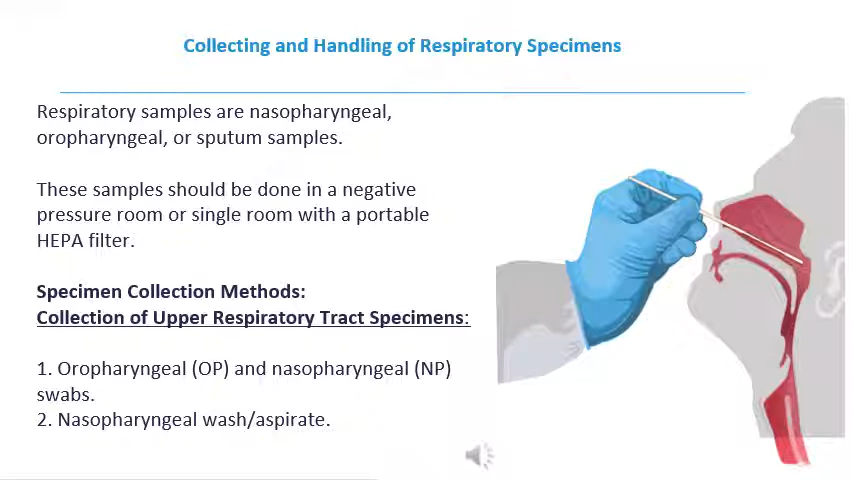 Collecting and Handling of Respiratory Specimens
Respiratory samples are nasopharyngeal,
oropharyngeal, or sputum samples.
These samples should be done in a negative
pressure room or single room with a portable
HEPA filter.
Specimen Collection Methods:
Collection of Upper Respiratory Tract Specimens:
1. Oropharyngeal (OP) and nasopharyngeal (NP)
swabs.
2. Nasopharyngeal wash/aspirate.